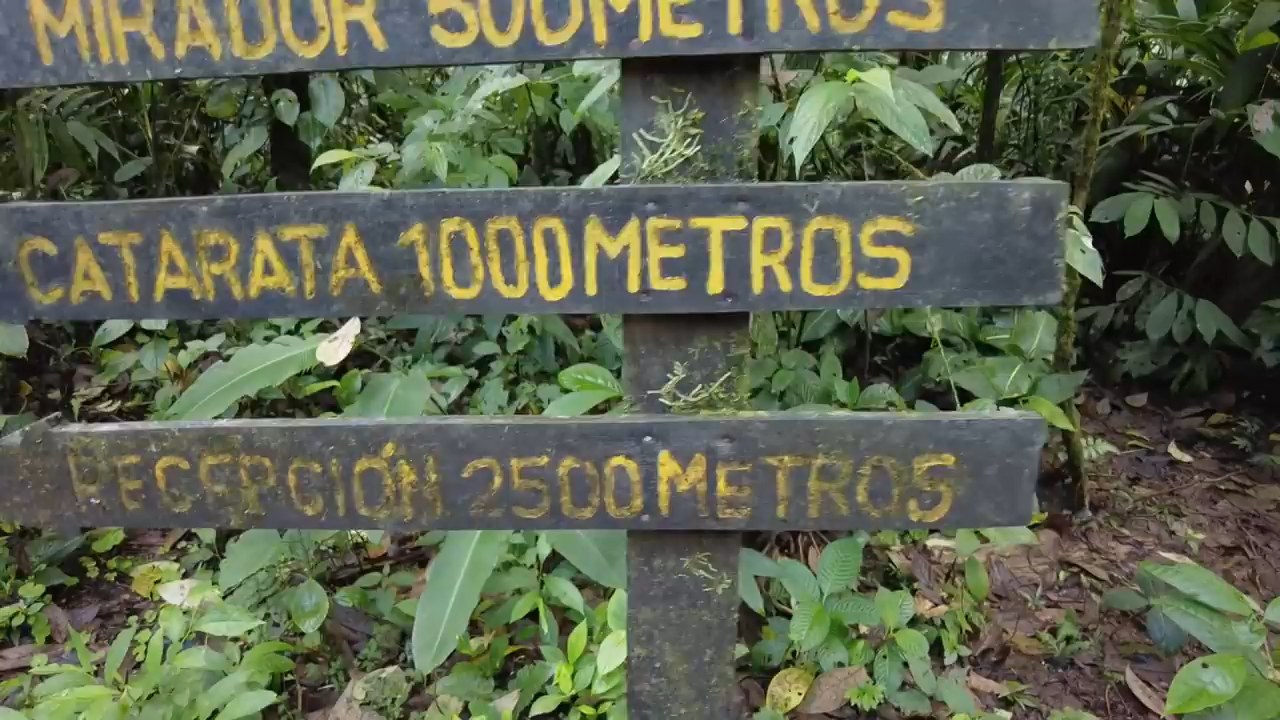 MIRADOR 500METROS
CATARATA 1000METROS
RECEPCIÓN 2500METROS